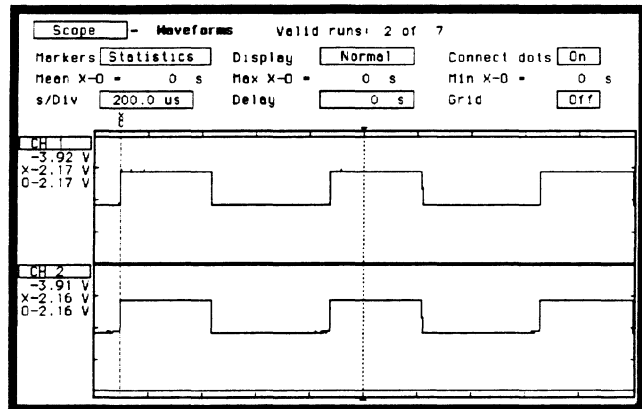 Scope - Waveforms Valid runs: 2 of 7
Markers Statistics Display Normal Connect dots On
Mean X-O = 0 s Max X-O = 0 s Min X-O = 0 s
s/Div 200.0 us Delay 0 s Grid Off
CH 1
-3.92 V
X-2.17 V
O-2.17 V
CH 2
-3.91 V
X-2.16 V
O-2.16 V